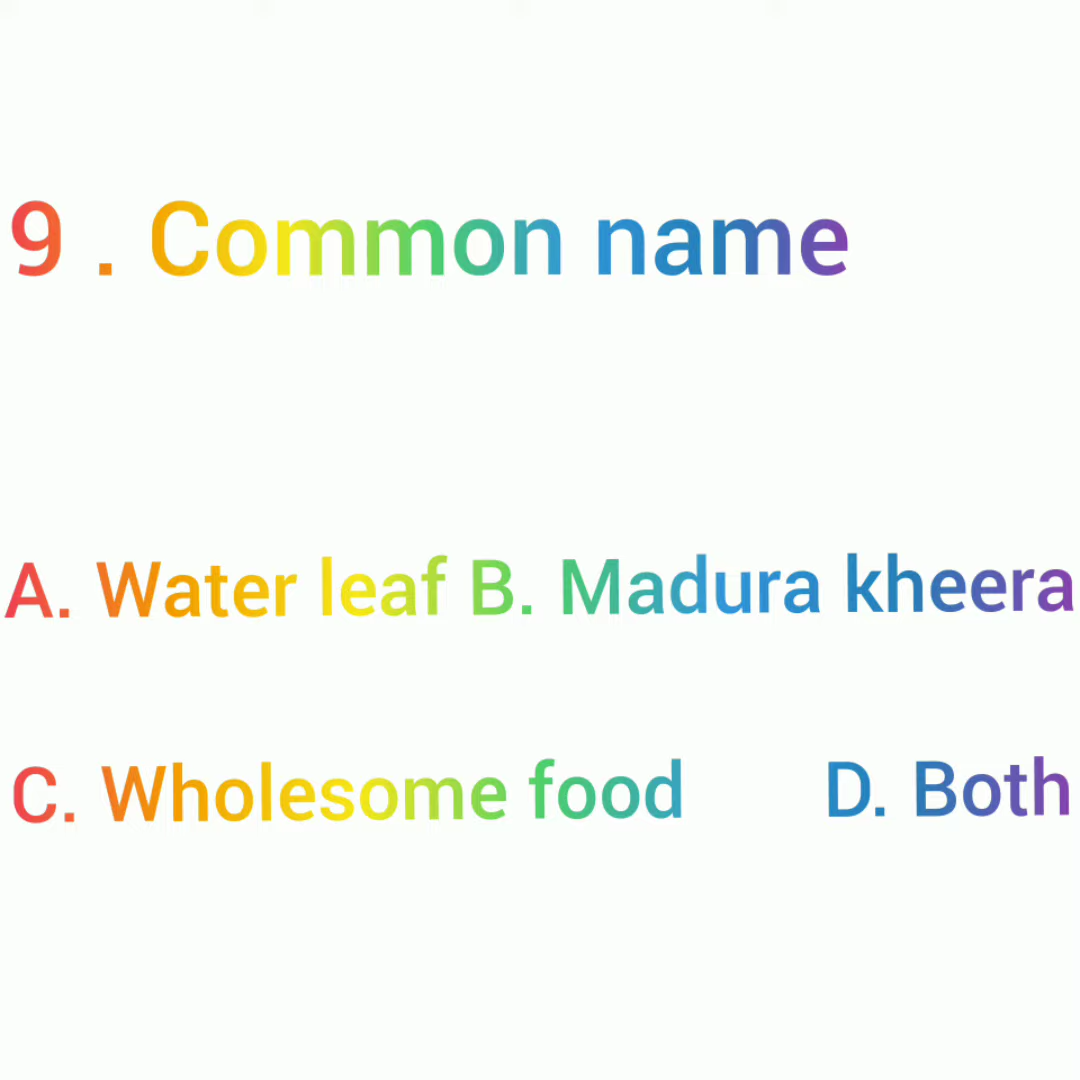 9 . Common name
A. Water leaf B. Madura kheera
C. Wholesome food D. Both